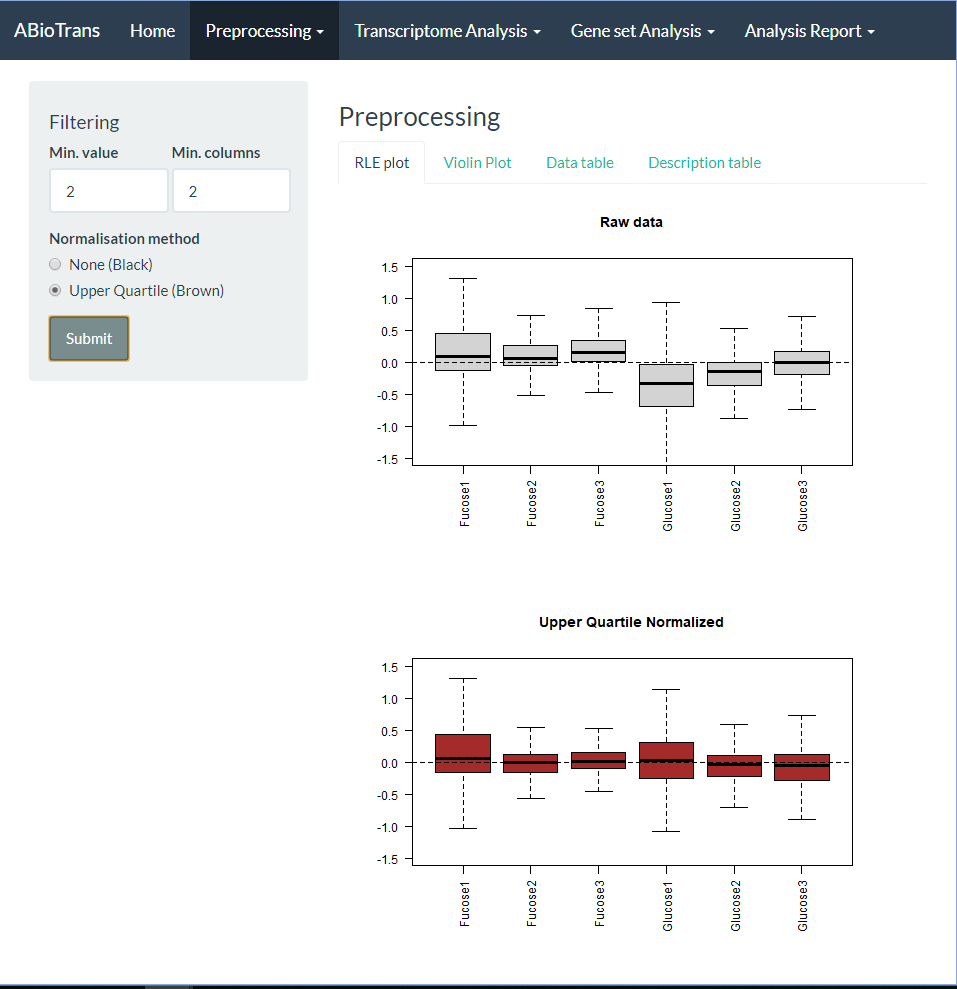 ABioTrans Home Preprocessing Transcriptome Analysis Gene set Analysis Analysis Report
Filtering
Min. value Min. columns
2 2
Normalisation method
None (Black)
Upper Quartile (Brown)
Submit
Preprocessing
RLE plot Violin Plot Data table Description table
Raw data
1.5
1.0
0.5
0.0
-0.5
-1.0
-1.5
Fucose1 Fucose2 Fucose3 Glucose1 Glucose2 Glucose3
Upper Quartile Normalized
1.5
1.0
0.5
0.0
-0.5
-1.0
-1.5
Fucose1 Fucose2 Fucose3 Glucose1 Glucose2 Glucose3